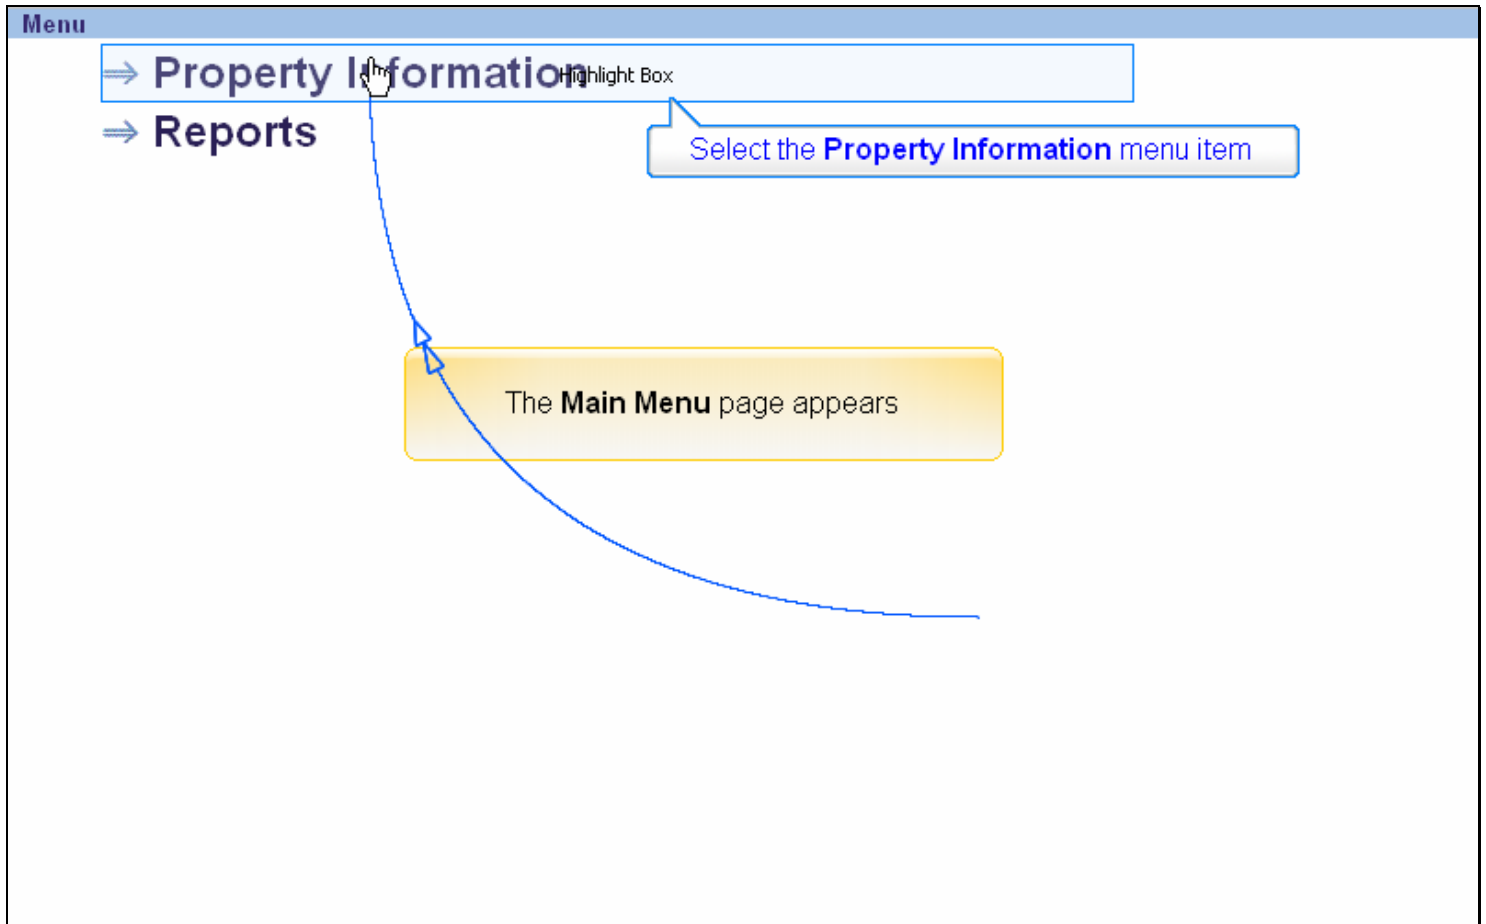 Menu
Property Information
Highlight Box
Reports
Select the Property Information menu item
The Main Menu page appears